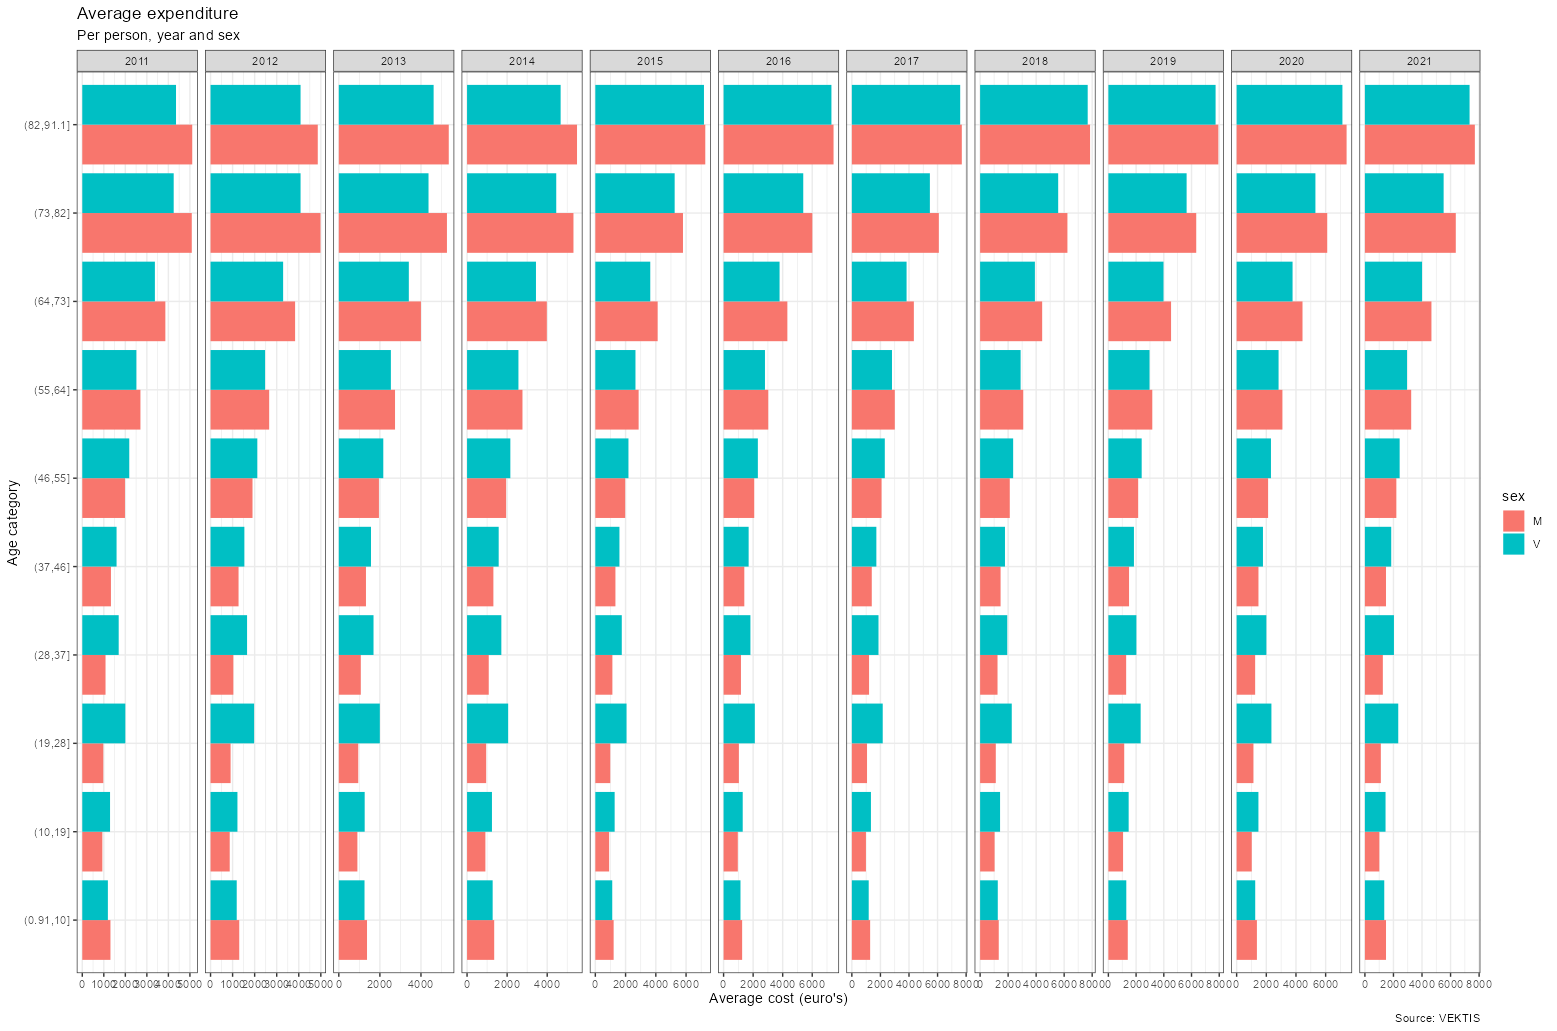 Average expenditure
Per person, year and sex
2011 2012 2013 2014 2015 2016 2017 2018 2019 2020 2021
(82,91.1]
(73,82]
(64,73]
(55,64]
(46,55]
(37,46]
(28,37]
(19,28]
(10,19]
(0.91,10]
Age category
0 1000 2000 3000 4000 5000 0 1000 2000 3000 4000 5000 0 2000 4000 0 2000 4000 0 2000 4000 6000 0 2000 4000 6000 0 2000 4000 6000 8000 0 2000 4000 6000 8000 0 2000 4000 6000 8000 0 2000 4000 6000 0 2000 4000 6000 8000
Average cost (euro's)
sex
M
V
Source: VEKTIS